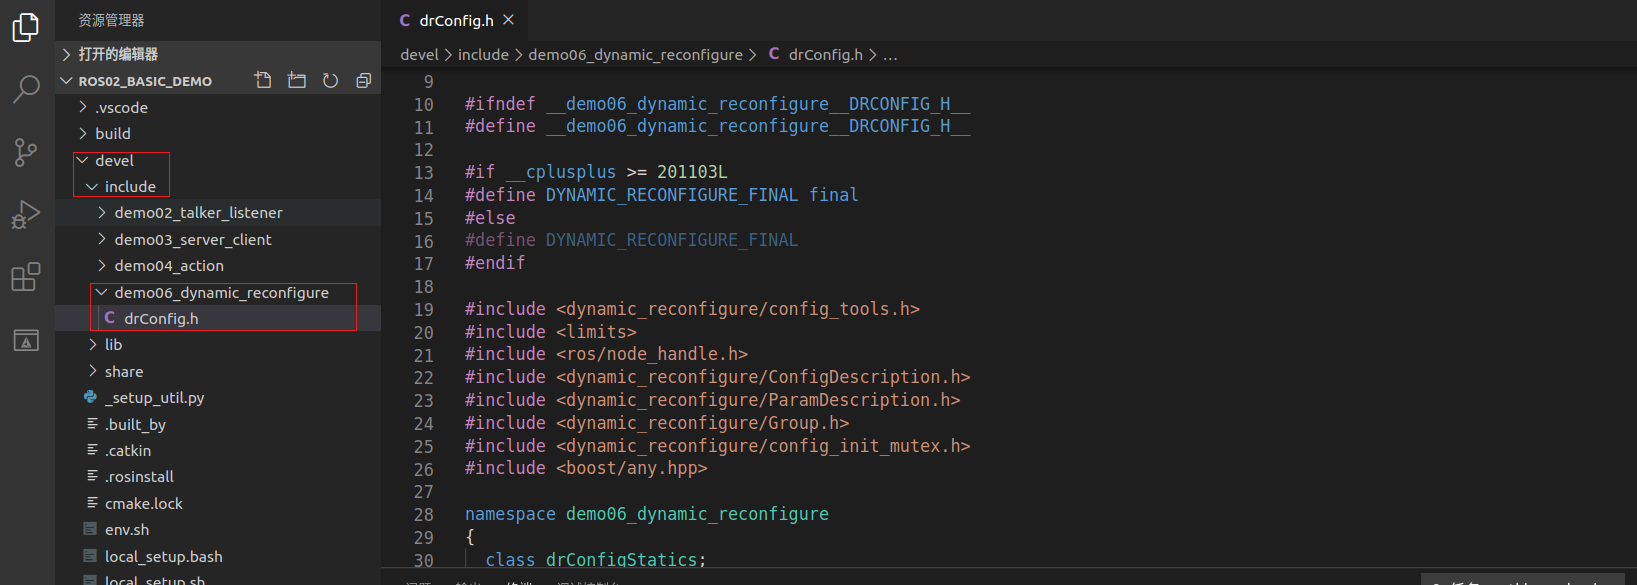 资源管理器
打开的编辑器
ROS02_BASIC_DEMO
.vscode
build
devel
include
demo02_talker_listener
demo03_server_client
demo04_action
demo06_dynamic_reconfigure
C drConfig.h
lib
share
_setup_util.py
.built_by
.catkin
.rosinstall
cmake.lock
env.sh
local_setup.bash
local_setup.sh
C drConfig.h
devel > include > demo06_dynamic_reconfigure > C drConfig.h > ...
9
10 #ifndef __demo06_dynamic_reconfigure__DRCONFIG_H__
11 #define __demo06_dynamic_reconfigure__DRCONFIG_H__
12
13 #if __cplusplus >= 201103L
14 #define DYNAMIC_RECONFIGURE_FINAL final
15 #else
16 #define DYNAMIC_RECONFIGURE_FINAL
17 #endif
18
19 #include <dynamic_reconfigure/config_tools.h>
20 #include <limits>
21 #include <ros/node_handle.h>
22 #include <dynamic_reconfigure/ConfigDescription.h>
23 #include <dynamic_reconfigure/ParamDescription.h>
24 #include <dynamic_reconfigure/Group.h>
25 #include <dynamic_reconfigure/config_init_mutex.h>
26 #include <boost/any.hpp>
27
28 namespace demo06_dynamic_reconfigure
29 {
30 class drConfigStatics;